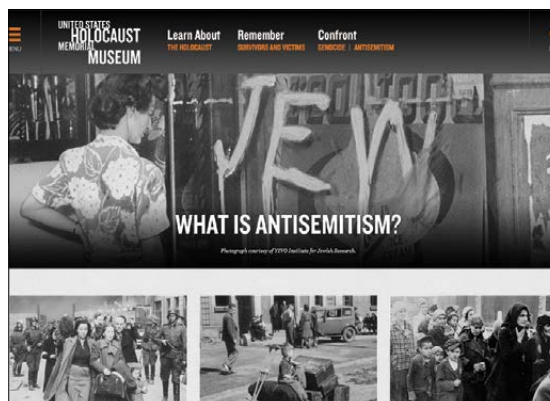 UNITED STATES
HOLOCAUST
MEMORIAL
MUSEUM
MENU
Learn About
THE HOLOCAUST
Remember
SURVIVORS AND VICTIMS
Confront
GENOCIDE | ANTISEMITISM
JEW
WHAT IS ANTISEMITISM?
Photograph courtesy of YIVO Institute for Jewish Research.